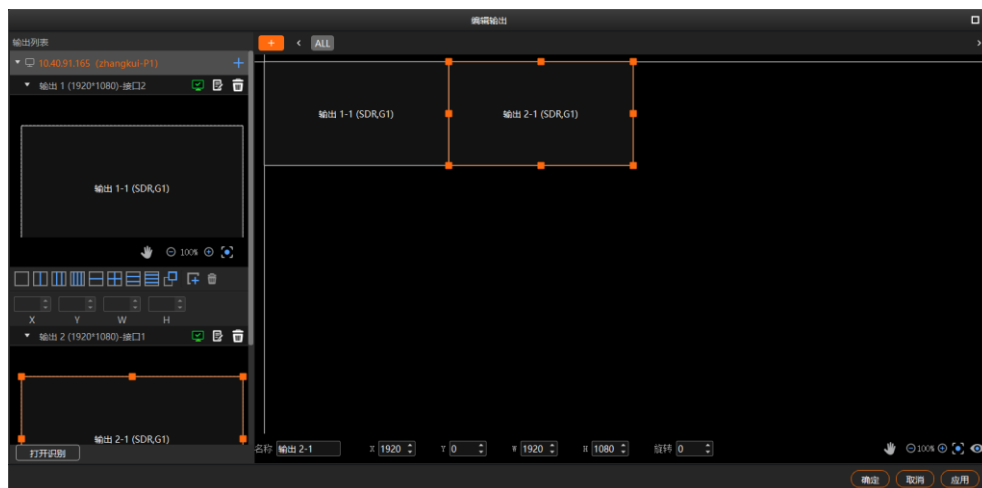 编辑输出
输出列表
+ < ALL >
10.40.91.165 (zhangkui-P1) +
输出 1 (1920*1080)-接口2
输出 1-1 (SDR,G1)
100%
X Y W H
输出 2 (1920*1080)-接口1
输出 2-1 (SDR,G1)
打开识别
输出 1-1 (SDR,G1)
输出 2-1 (SDR,G1)
名称 输出 2-1 X 1920 Y 0 W 1920 H 1080 旋转 0 100%
确定 取消 应用